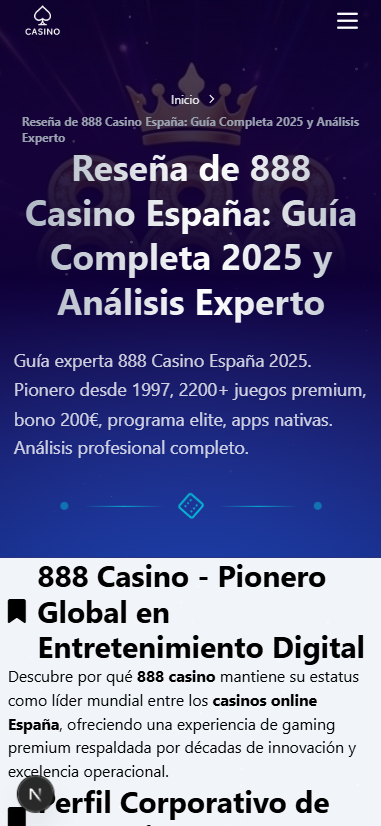 CASINO
Inicio
Reseña de 888 Casino España: Guía Completa 2025 y Análisis
Experto
Reseña de 888
Casino España: Guía
Completa 2025 y
Análisis Experto
Guía experta 888 Casino España 2025.
Pionero desde 1997, 2200+ juegos premium,
bono 200€, programa elite, apps nativas.
Análisis profesional completo.
888 Casino - Pionero
Global en
Entretenimiento Digital
Descubre por qué 888 casino mantiene su estatus
como líder mundial entre los casinos online
España, ofreciendo una experiencia de gaming
premium respaldada por décadas de innovación y
excelencia operacional.
N
Perfil Corporativo de